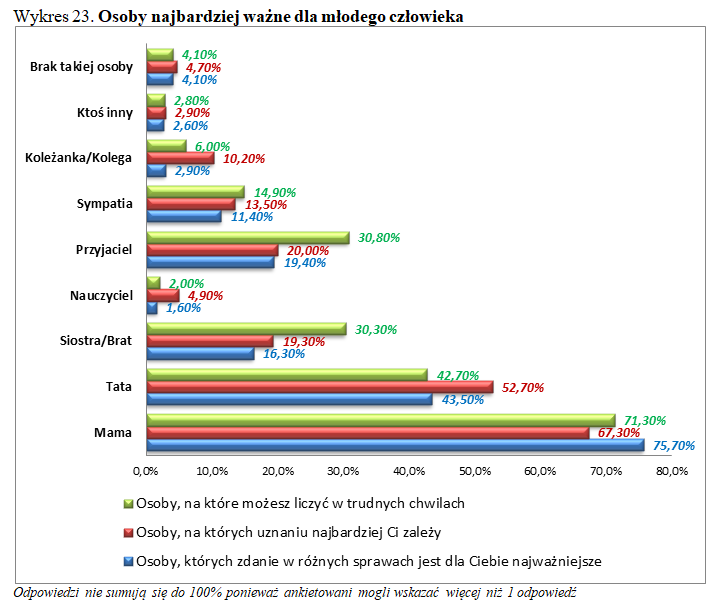 Wykres 23. Osoby najbardziej ważne dla młodego człowieka
Brak takiej osoby
4,10%
4,70%
4,10%
Ktoś inny
2,80%
2,90%
2,60%
Koleżanka/Kolega
6,00%
10,20%
2,90%
Sympatia
14,90%
13,50%
11,40%
Przyjaciel
30,80%
20,00%
19,40%
Nauczyciel
2,00%
4,90%
1,60%
Siostra/Brat
30,30%
19,30%
16,30%
Tata
42,70%
52,70%
43,50%
Mama
71,30%
67,30%
75,70%
0,0% 10,0% 20,0% 30,0% 40,0% 50,0% 60,0% 70,0% 80,0%
Osoby, na które możesz liczyć w trudnych chwilach
Osoby, na których uznaniu najbardziej Ci zależy
Osoby, których zdanie w różnych sprawach jest dla Ciebie najważniejsze
Odpowiedzi nie sumują się do 100% ponieważ ankietowani mogli wskazać więcej niż 1 odpowiedź